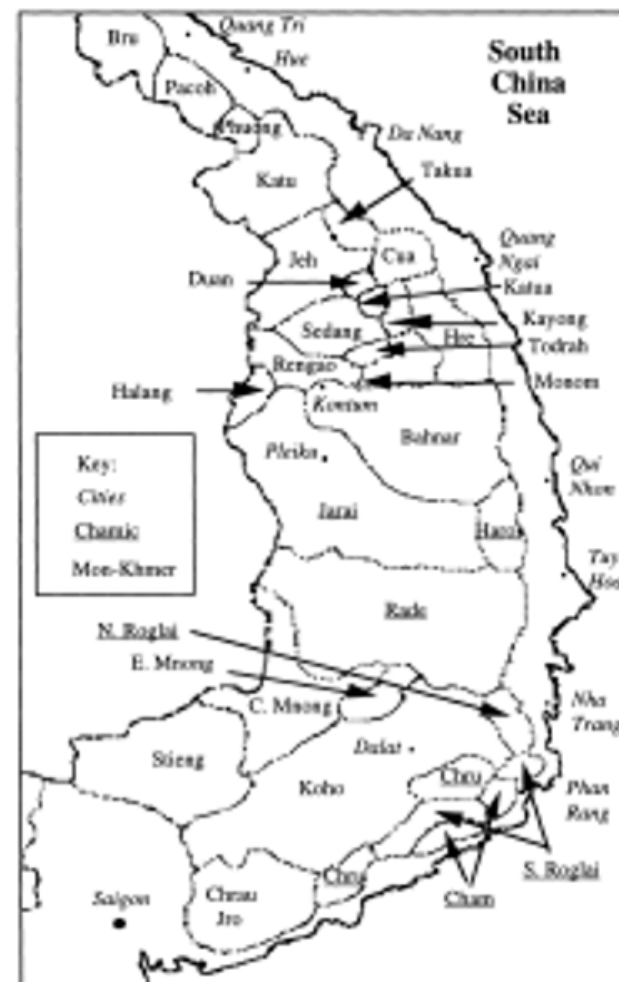 South
China
Sea
Quang Tri
Hue
Bru
Pacoh
Phuong
Da Nang
Katu
Takua
Quang
Ngai
Cua
Jeh
Duan
Katua
Kayong
Sedang
Hre
Todrah
Rengao
Monom
Halang
Kontum
Bahnar
Pleiku
Qui
Nhon
Key:
Cities
Chamic
Mon-Khmer
Jarai
Haroi
Tuy
Hoa
Rade
N. Roglai
E. Mnong
C. Mnong
Nha
Trang
Dalat
Stieng
Koho
Chru
Phan
Rang
S. Roglai
Chru
Cham
Chrau
Jro
Saigon